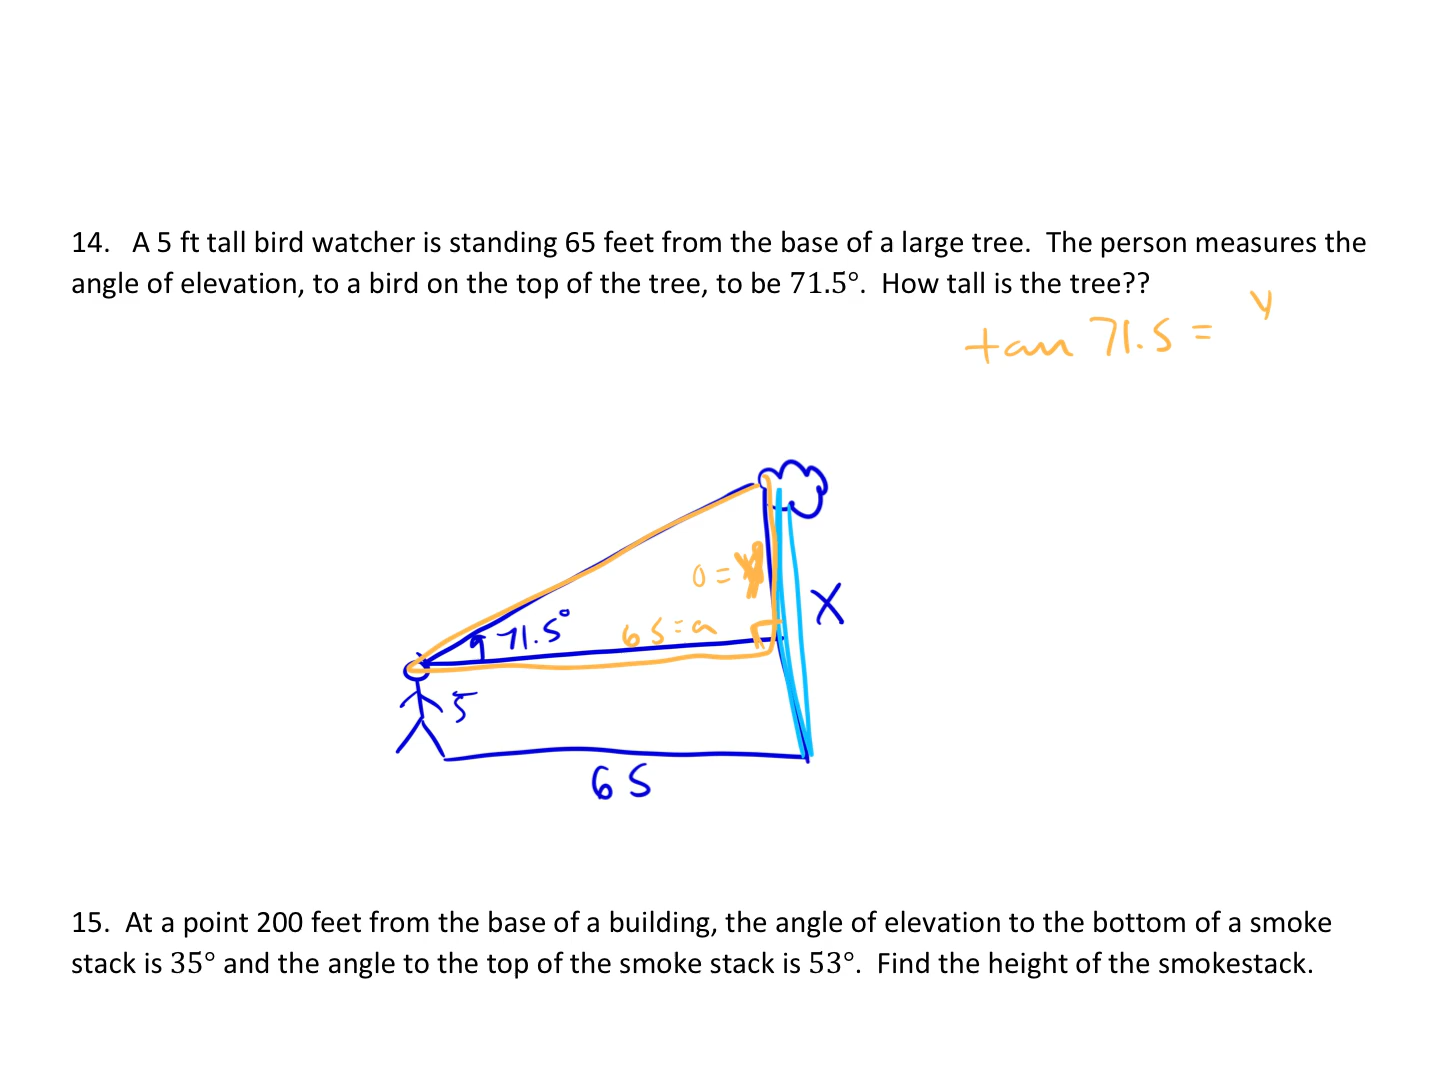 14. A 5 ft tall bird watcher is standing 65 feet from the base of a large tree. The person measures the
angle of elevation, to a bird on the top of the tree, to be 71.5°. How tall is the tree??
tan 71.5 = y
0 = y
71.5°
65 = a
X
5
65
15. At a point 200 feet from the base of a building, the angle of elevation to the bottom of a smoke
stack is 35° and the angle to the top of the smoke stack is 53°. Find the height of the smokestack.